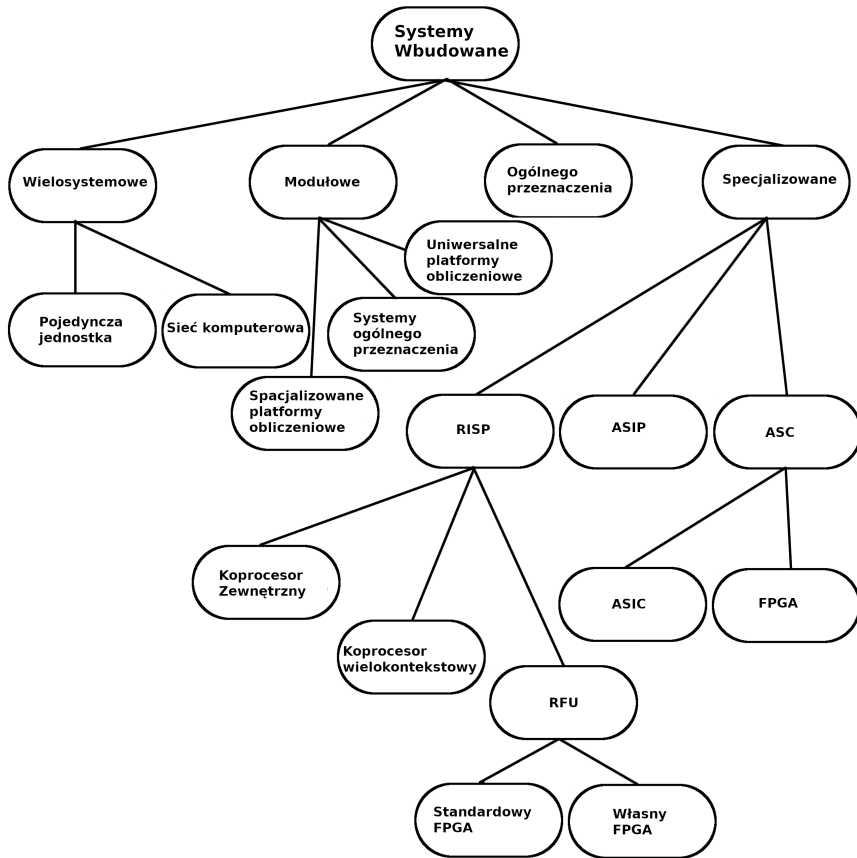 Systemy
Wbudowane
Wielosystemowe
Modułowe
Ogólnego
przeznaczenia
Specjalizowane
Pojedyncza
jednostka
Sieć komputerowa
Uniwersalne
platformy
obliczeniowe
Systemy
ogólnego
przeznaczenia
Spacjalizowane
platformy
obliczeniowe
RISP
ASIP
ASC
Koprocesor
Zewnętrzny
Koprocesor
wielokontekstowy
RFU
ASIC
FPGA
Standardowy
FPGA
Własny
FPGA